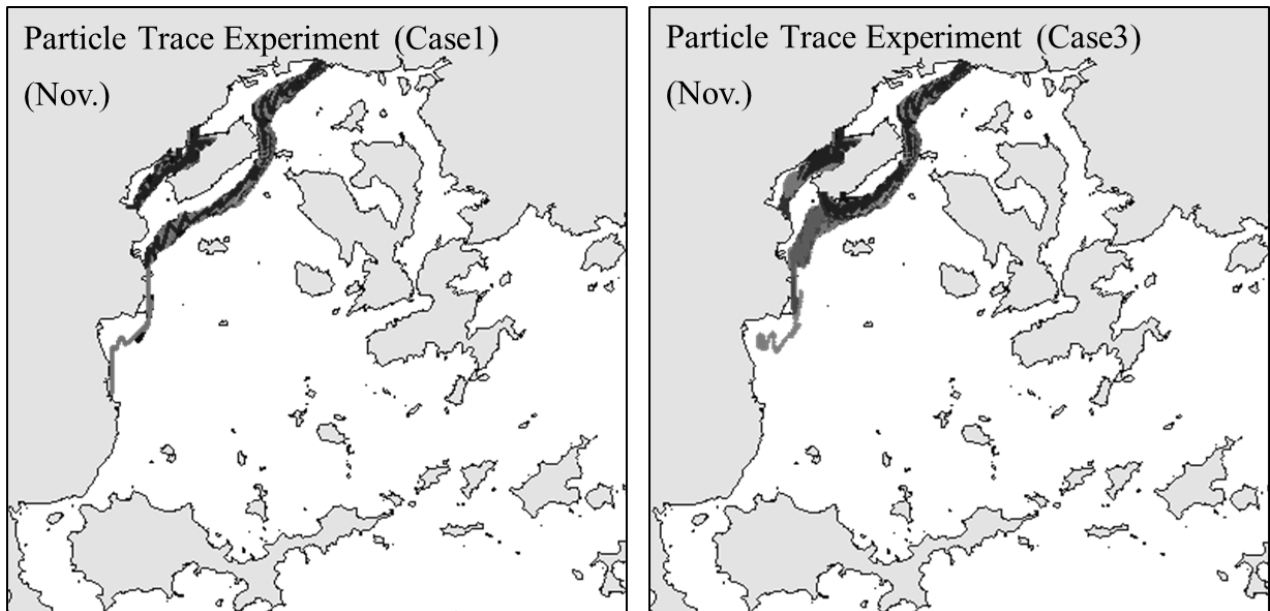 Particle Trace Experiment (Case1)
(Nov.)
Particle Trace Experiment (Case3)
(Nov.)